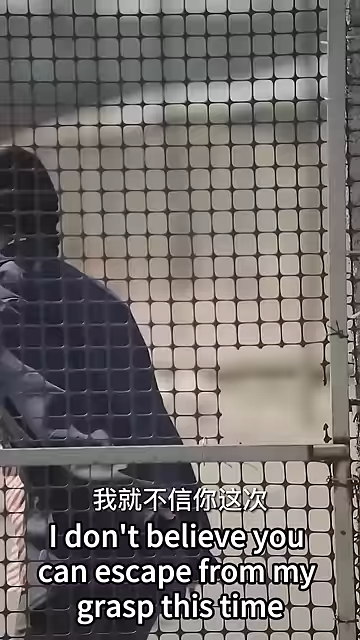 我就不信你这次
I don't believe you
can escape from my
grasp this time